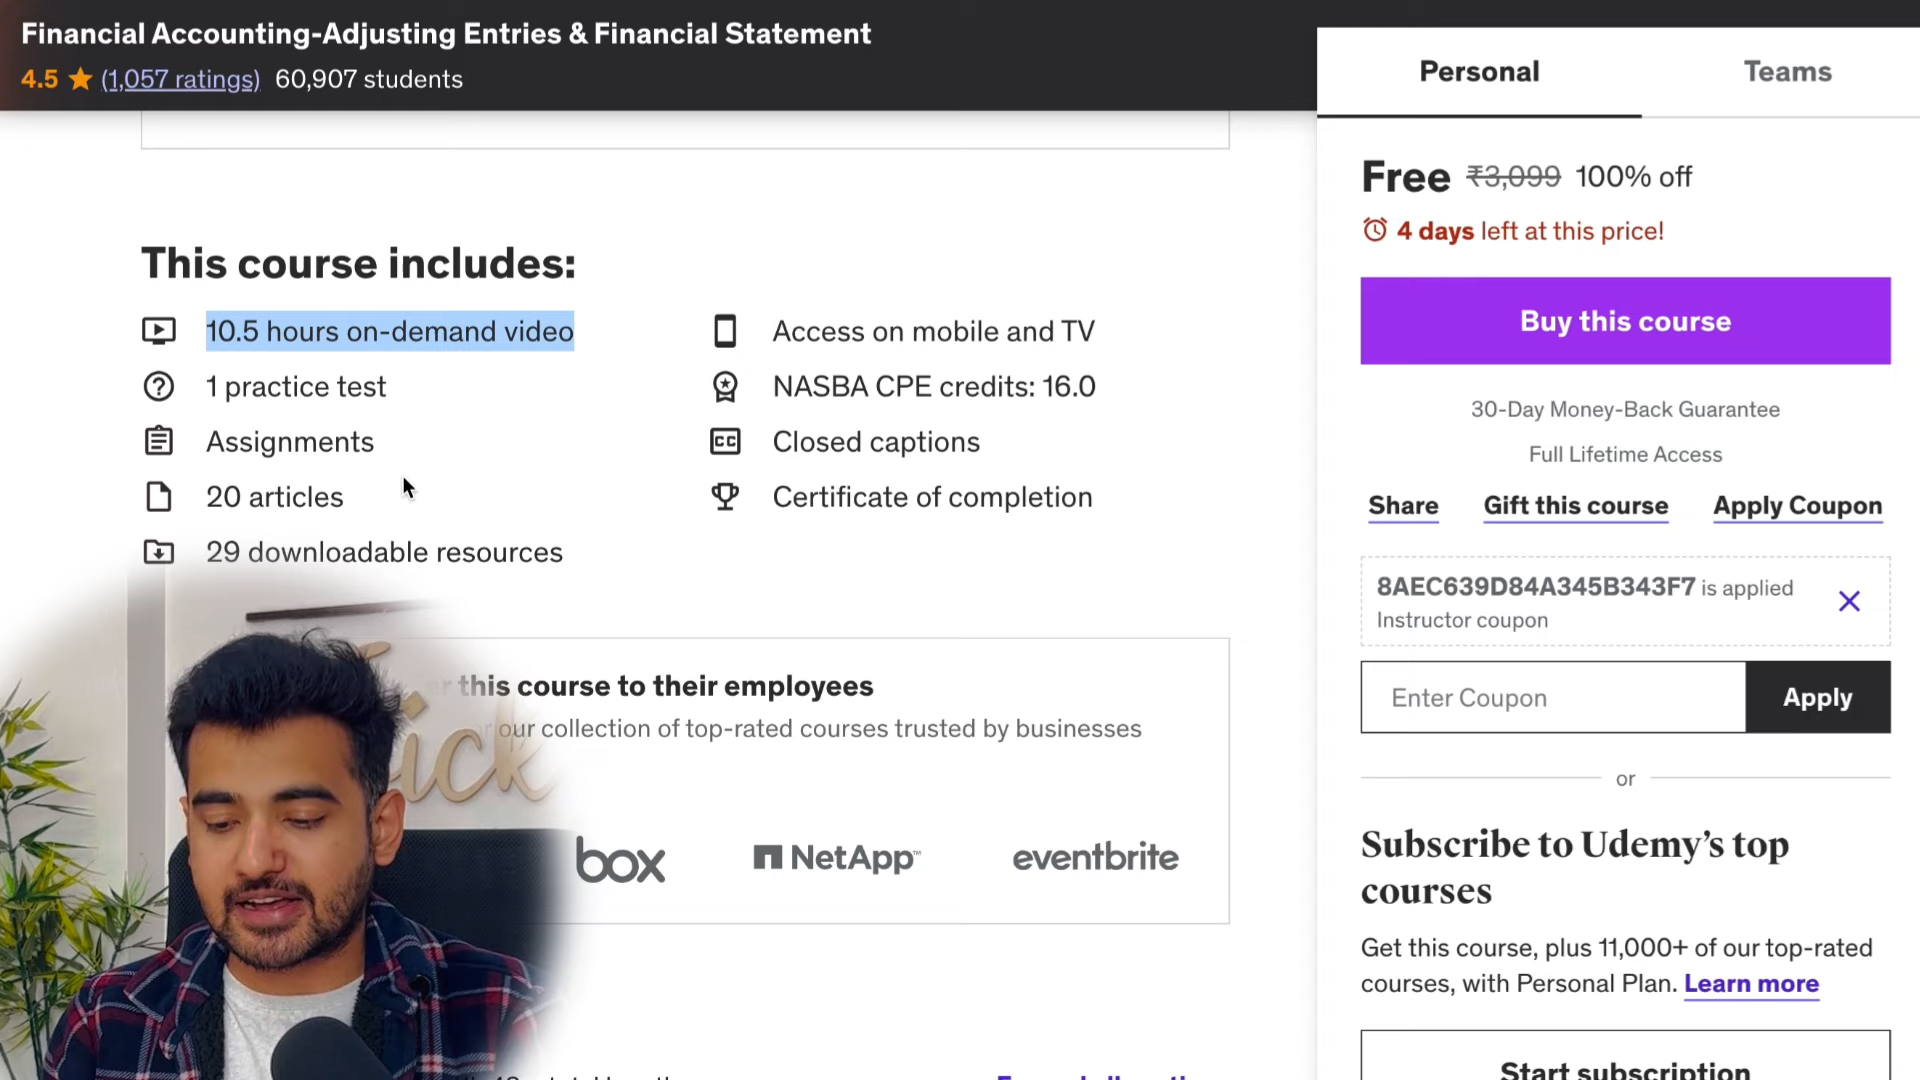 Financial Accounting-Adjusting Entries & Financial Statement
4.5 (1,057 ratings) 60,907 students
This course includes:
10.5 hours on-demand video
1 practice test
Assignments
20 articles
29 downloadable resources
Access on mobile and TV
NASBA CPE credits: 16.0
CC Closed captions
Certificate of completion
this course to their employees
our collection of top-rated courses trusted by businesses
ick
box
NetApp™
eventbrite
Personal
Teams
Free ₹3,099 100% off
4 days left at this price!
Buy this course
30-Day Money-Back Guarantee
Full Lifetime Access
Share Gift this course Apply Coupon
8AEC639D84A345B343F7 is applied
Instructor coupon
Enter Coupon
Apply
or
Subscribe to Udemy's top
courses
Get this course, plus 11,000+ of our top-rated
courses, with Personal Plan. Learn more
Start subscription